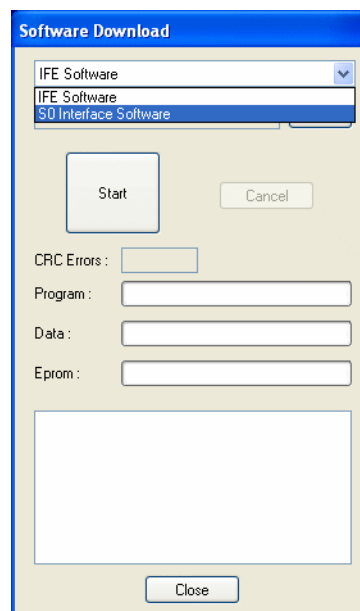 Software Download
IFE Software
IFE Software
S0 Interface Software
Start
Cancel
CRC Errors :
Program :
Data :
Eprom :
Close